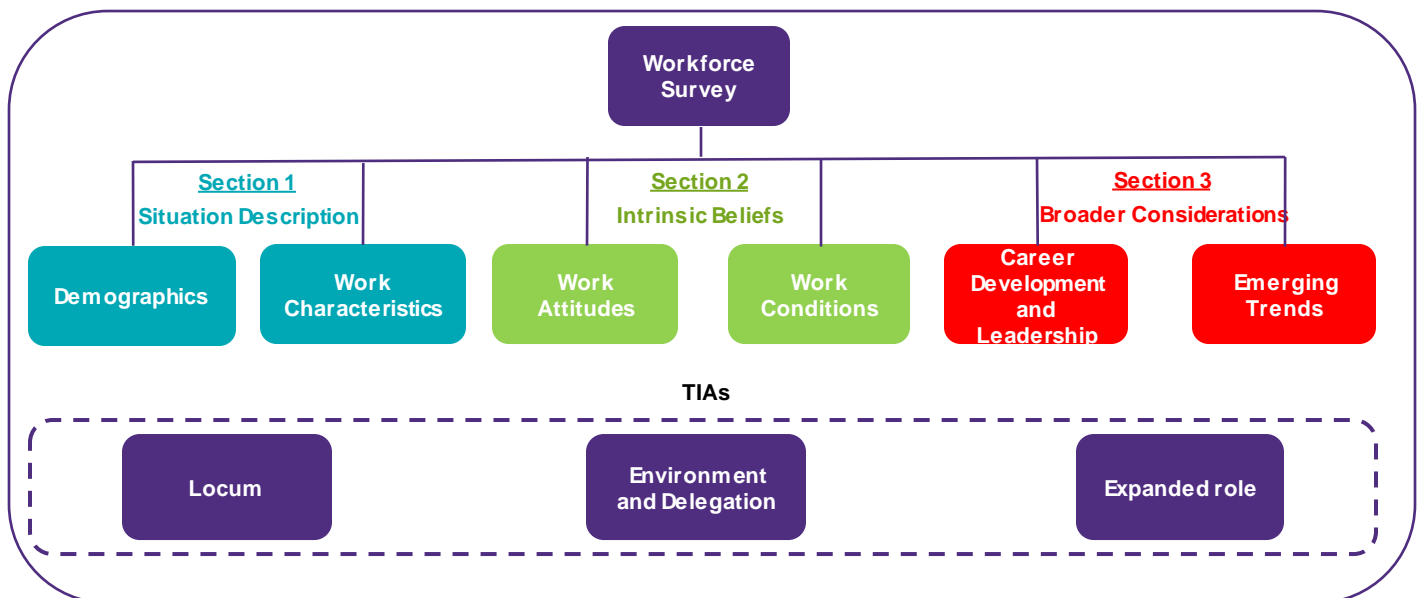 Workforce
Survey
Section 1
Situation Description
Section 2
Intrinsic Beliefs
Section 3
Broader Considerations
Demographics
Work
Characteristics
Work
Attitudes
Work
Conditions
Career
Development
and
Leadership
Emerging
Trends
TIAs
Locum
Environment
and Delegation
Expanded role